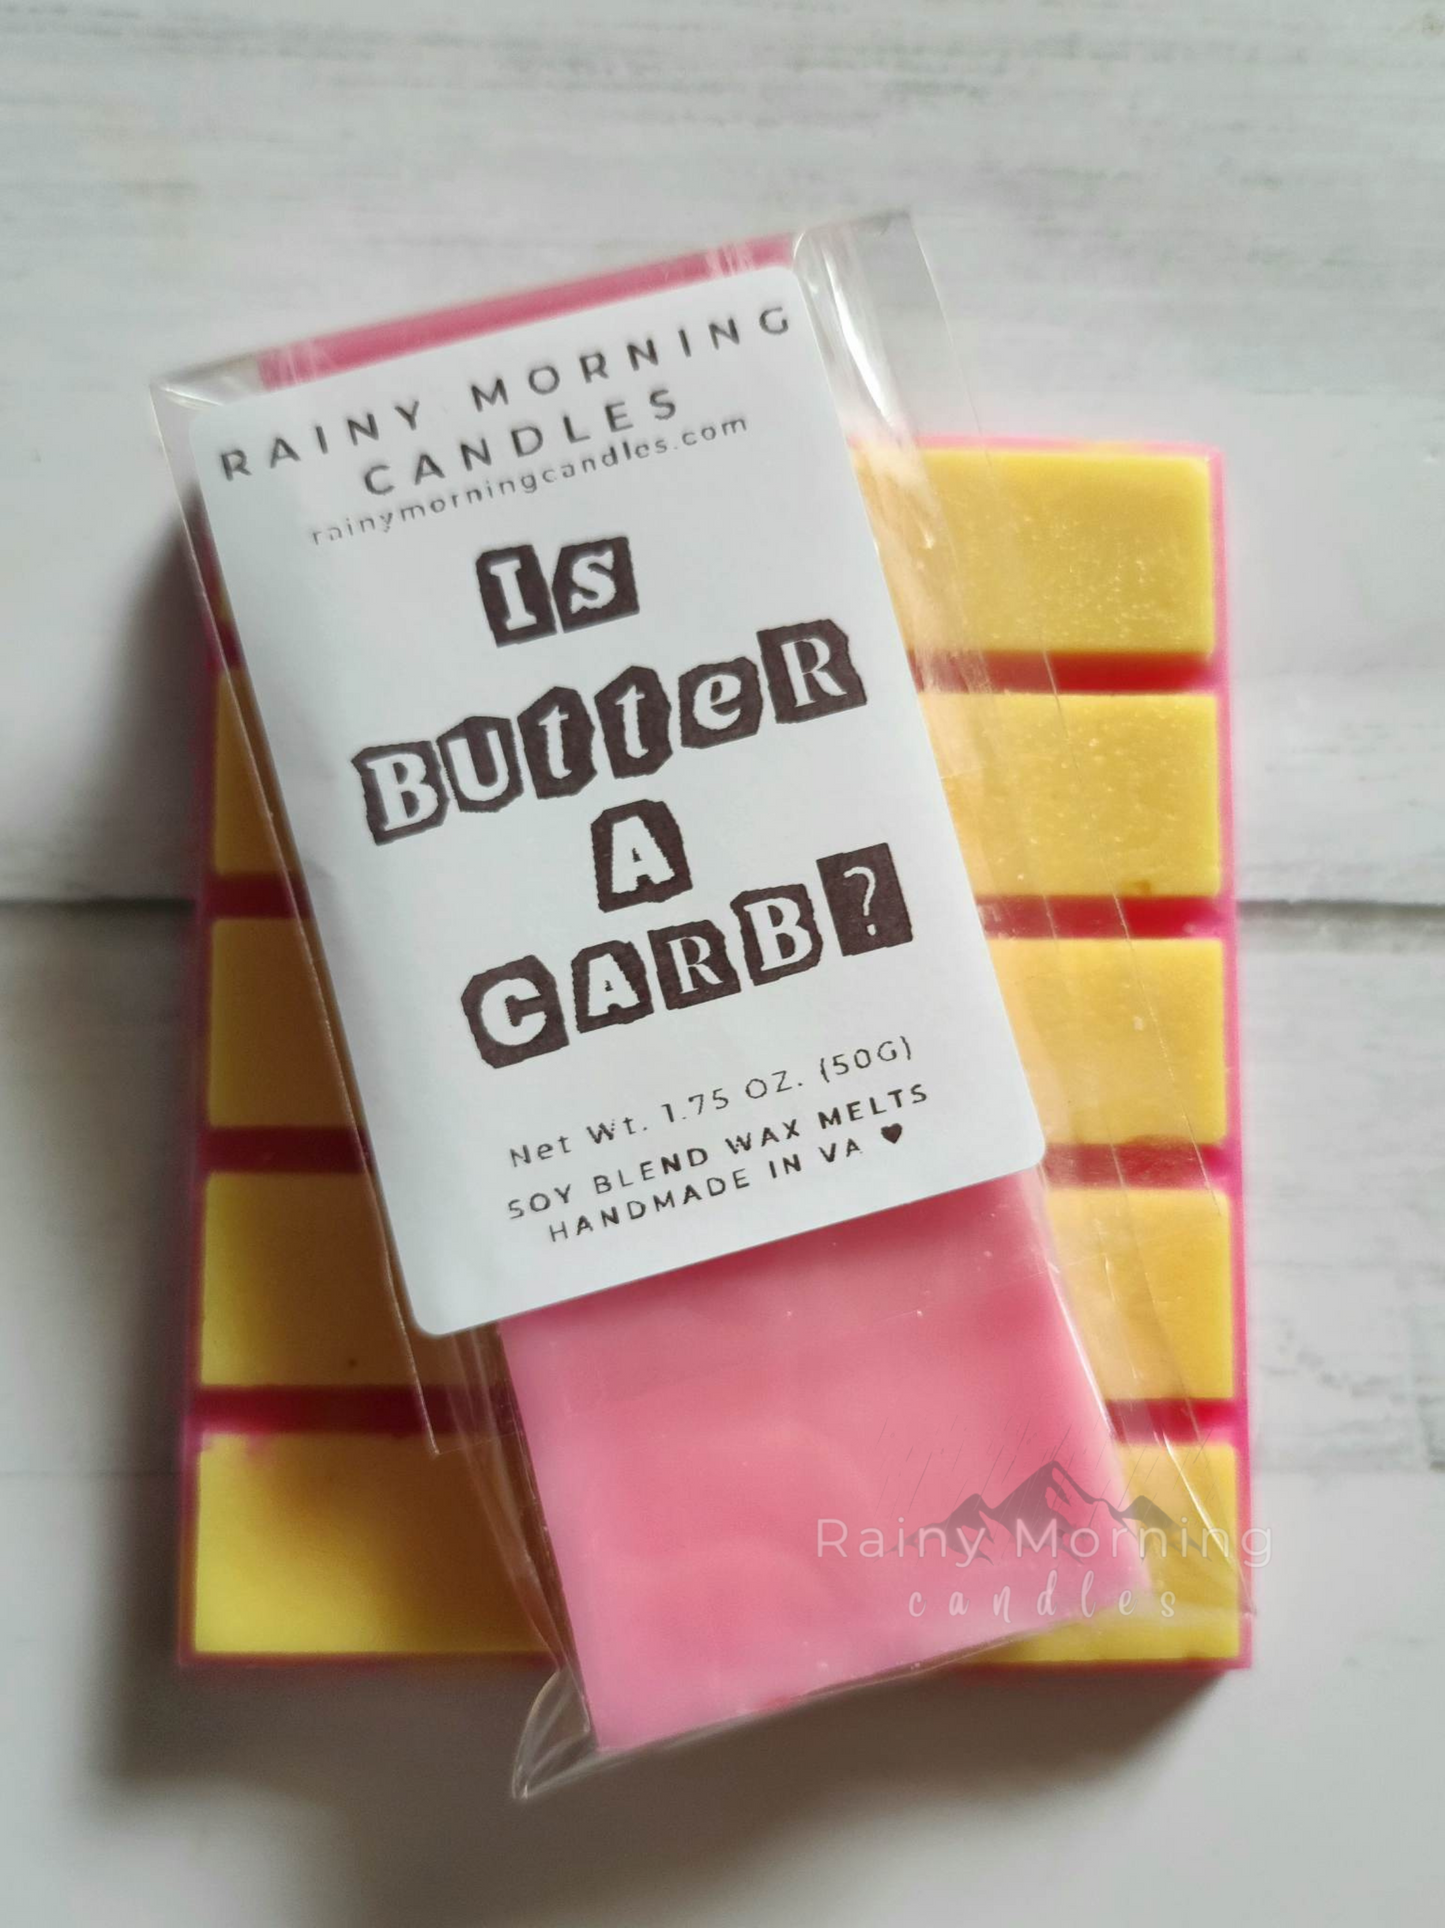 RAINY MORNING
CANDLES
rainymorningcandles.com
Is
ButteR
A
CARB?
Net Wt. 1.75 OZ. (50G)
SOY BLEND WAX MELTS
HANDMADE IN VA ♥
Rainy Morning
candles